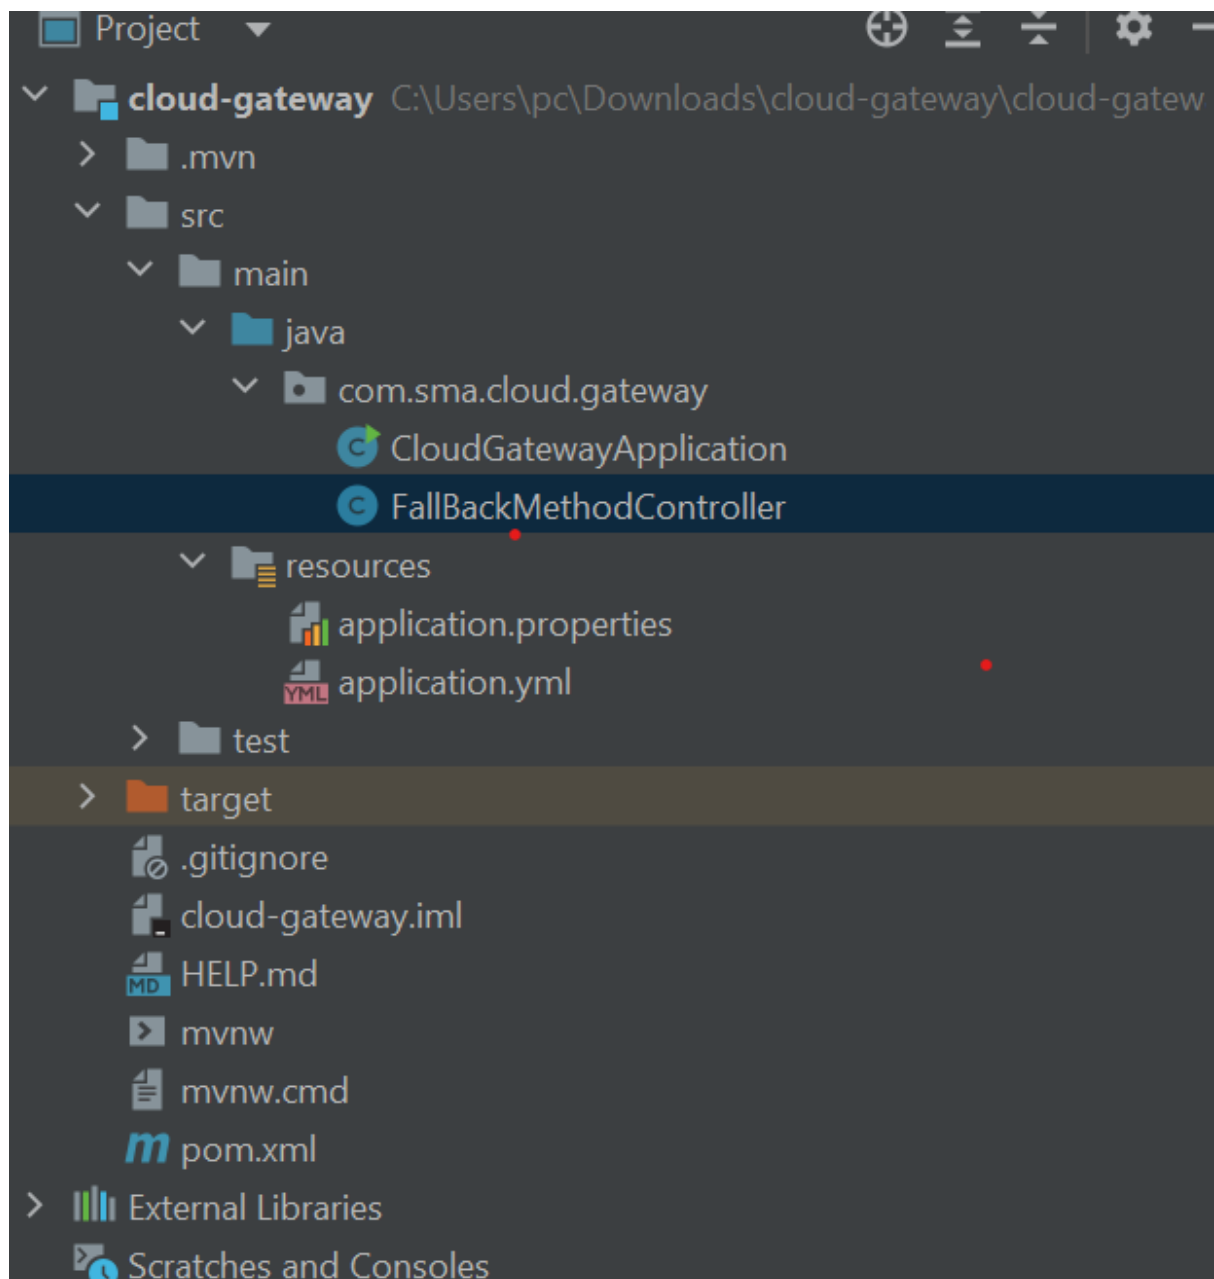 Project
cloud-gateway C:\Users\pc\Downloads\cloud-gateway\cloud-gatew
.mvn
src
main
java
com.sma.cloud.gateway
C CloudGatewayApplication
C FallBackMethodController
resources
application.properties
YML application.yml
test
target
.gitignore
cloud-gateway.iml
MD HELP.md
mvnw
mvnw.cmd
m pom.xml
External Libraries
Scratches and Consoles